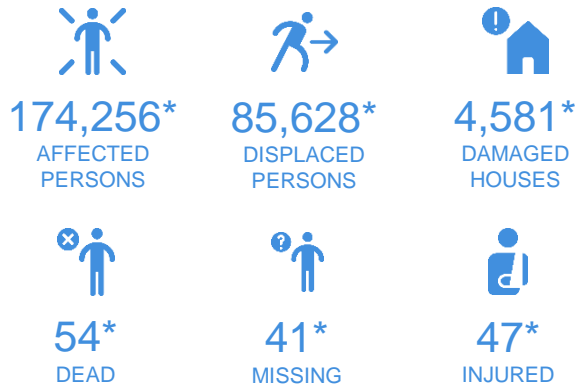 174,256*
AFFECTED
PERSONS
85,628*
DISPLACED
PERSONS
4,581*
DAMAGED
HOUSES
54*
DEAD
41*
MISSING
47*
INJURED